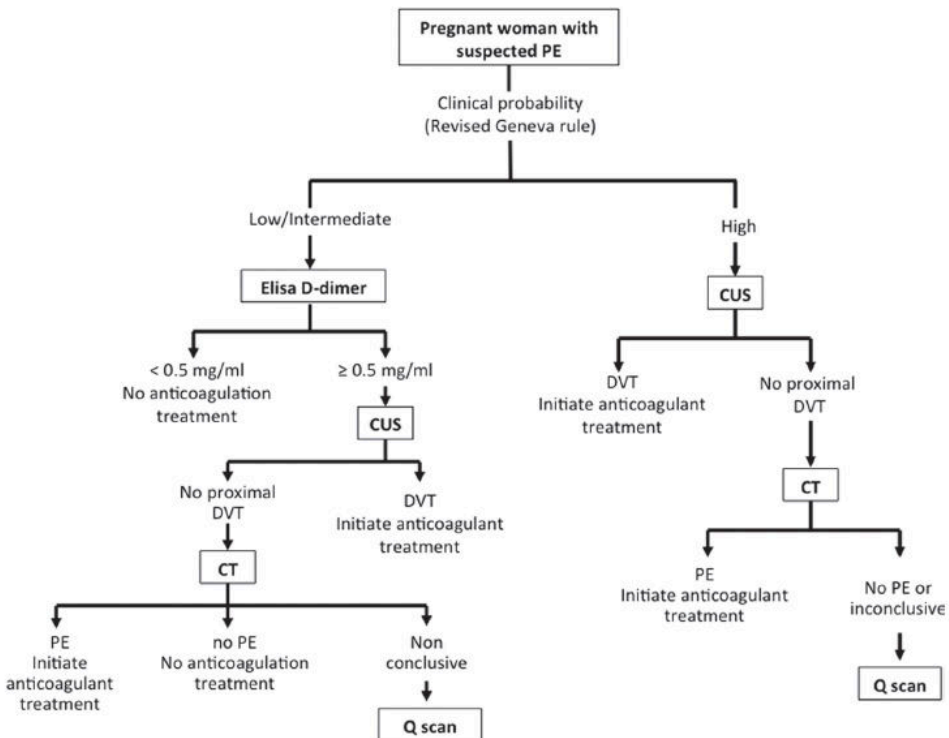 Pregnant woman with
suspected PE
Clinical probability
(Revised Geneva rule)
Low/Intermediate
High
Elisa D-dimer
CUS
< 0.5 mg/ml
No anticoagulation
treatment
≥ 0.5 mg/ml
DVT
Initiate anticoagulant
treatment
No proximal
DVT
CUS
CT
No proximal
DVT
DVT
Initiate anticoagulant
treatment
CT
PE
Initiate anticoagulant
treatment
No PE or
inconclusive
PE
Initiate
anticoagulant
treatment
no PE
No anticoagulation
treatment
Non
conclusive
Q scan
Q scan